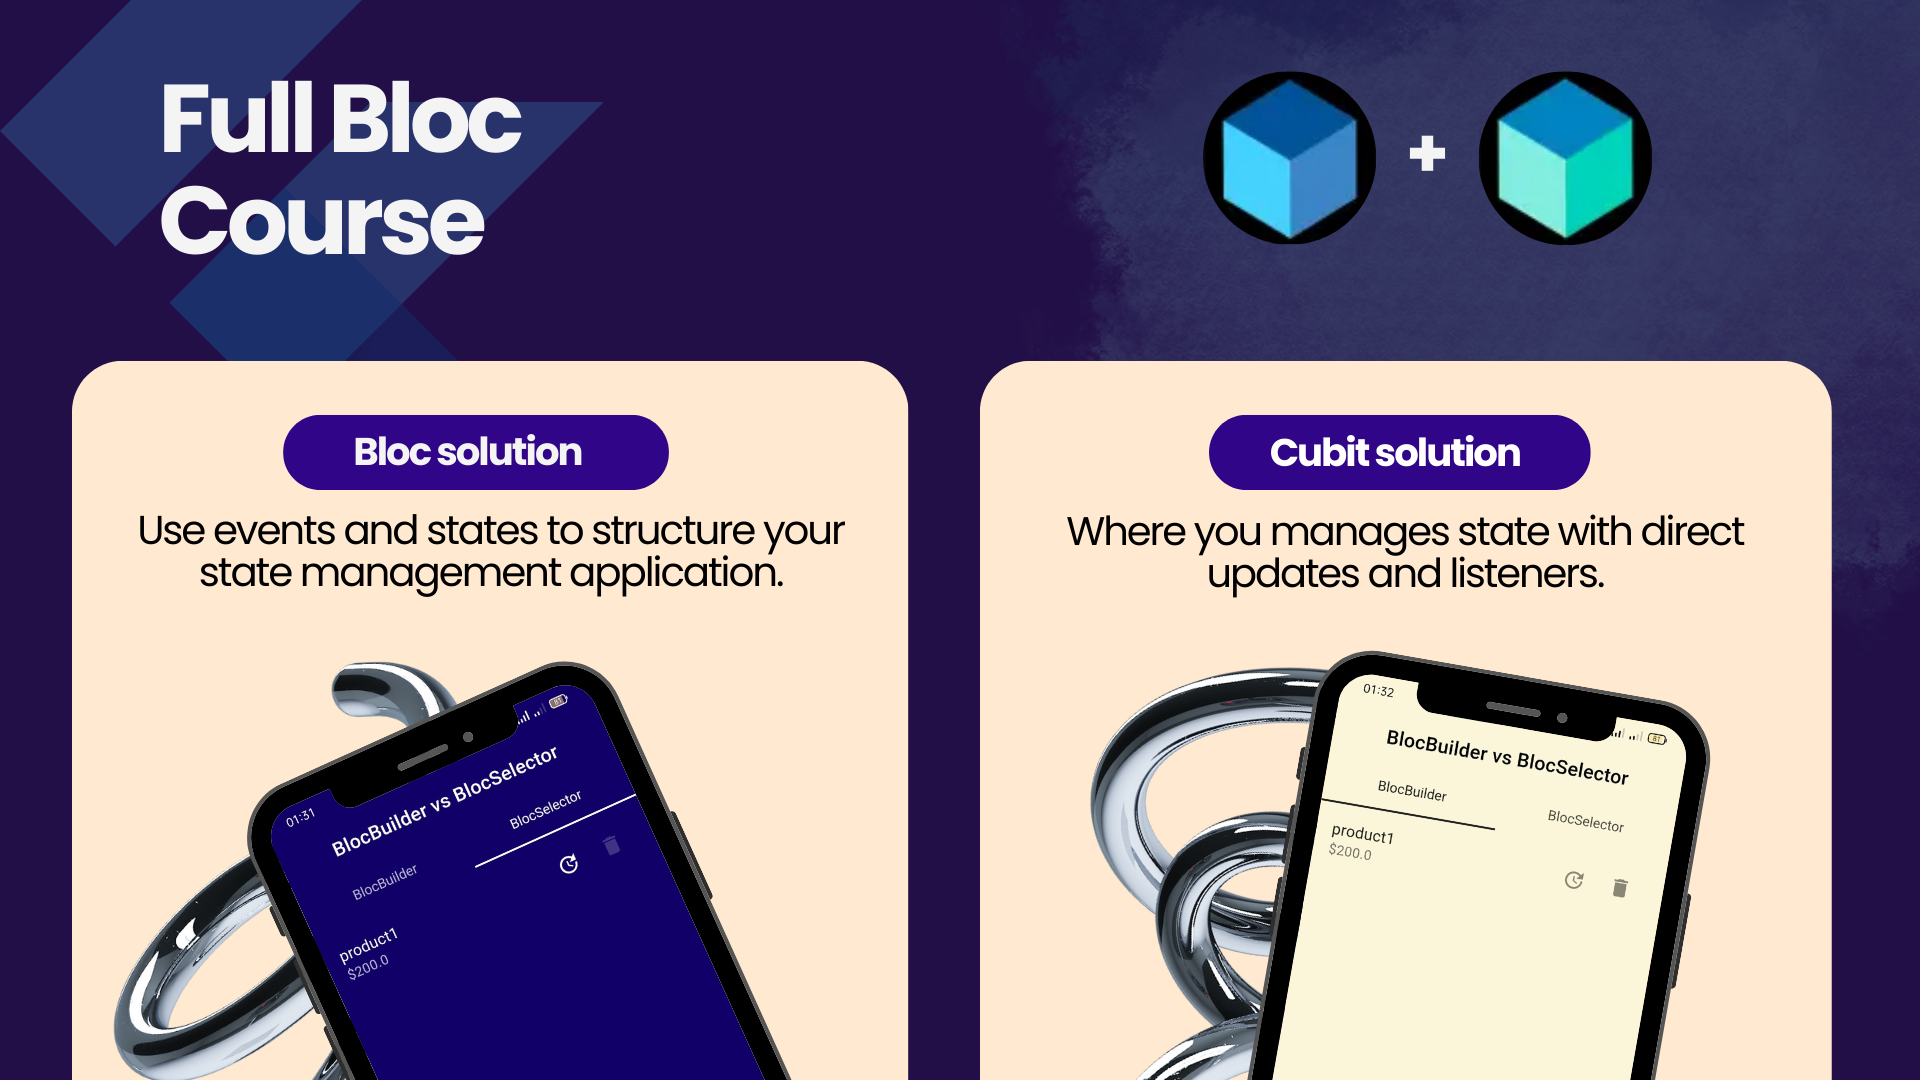 Full Bloc
Course
+
Bloc solution
Use events and states to structure your
state management application.
Cubit solution
Where you manages state with direct
updates and listeners.
01:31
81
BlocBuilder vs BlocSelector
BlocBuilder
BlocSelector
product1
$200.0
01:32
81
BlocBuilder vs BlocSelector
BlocBuilder
BlocSelector
product1
$200.0